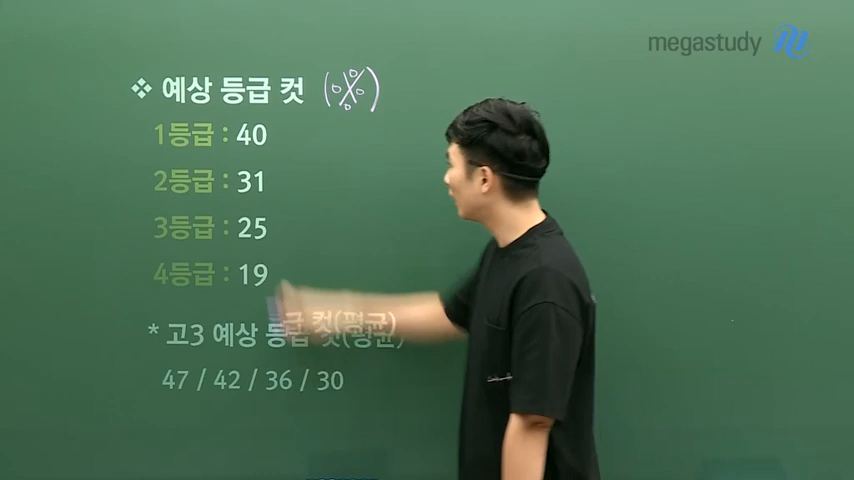 megastudy
❖ 예상 등급 컷 (※)
1등급 : 40
2등급 : 31
3등급 : 25
4등급 : 19
* 고3 예상 등급 컷(평균)
47 / 42 / 36 / 30